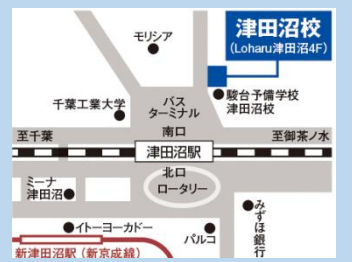 津田沼校
(Loharu津田沼4F)
モリシア
駿台予備学校
津田沼校
千葉工業大学
バス
ターミナル
南口
至千葉
至御茶ノ水
津田沼駅
北口
ロータリー
ミーナ
津田沼
みずほ銀行
イトーヨーカドー
パルコ
新津田沼駅(新京成線)